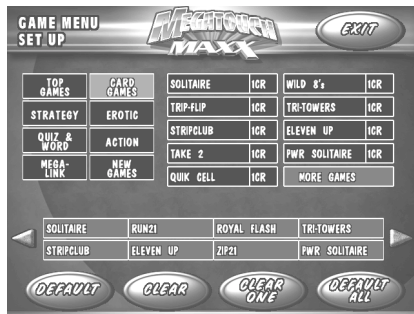 GAME MENU
SET UP
MEGATOUCH
MAXX
EXIT
TOP
GAMES
CARD
GAMES
STRATEGY
EROTIC
QUIZ &
WORD
ACTION
MEGA-
LINK
NEW
GAMES
SOLITAIRE 1CR
WILD 8's 1CR
TRIP-FLIP 1CR
TRI-TOWERS 1CR
STRIPCLUB 1CR
ELEVEN UP 1CR
TAKE 2 1CR
PWR SOLITAIRE 1CR
QUIK CELL 1CR
MORE GAMES
SOLITAIRE RUN21 ROYAL FLASH TRI-TOWERS
STRIPCLUB ELEVEN UP ZIP21 PWR SOLITAIRE
DEFAULT
CLEAR
CLEAR
ONE
DEFAULT
ALL